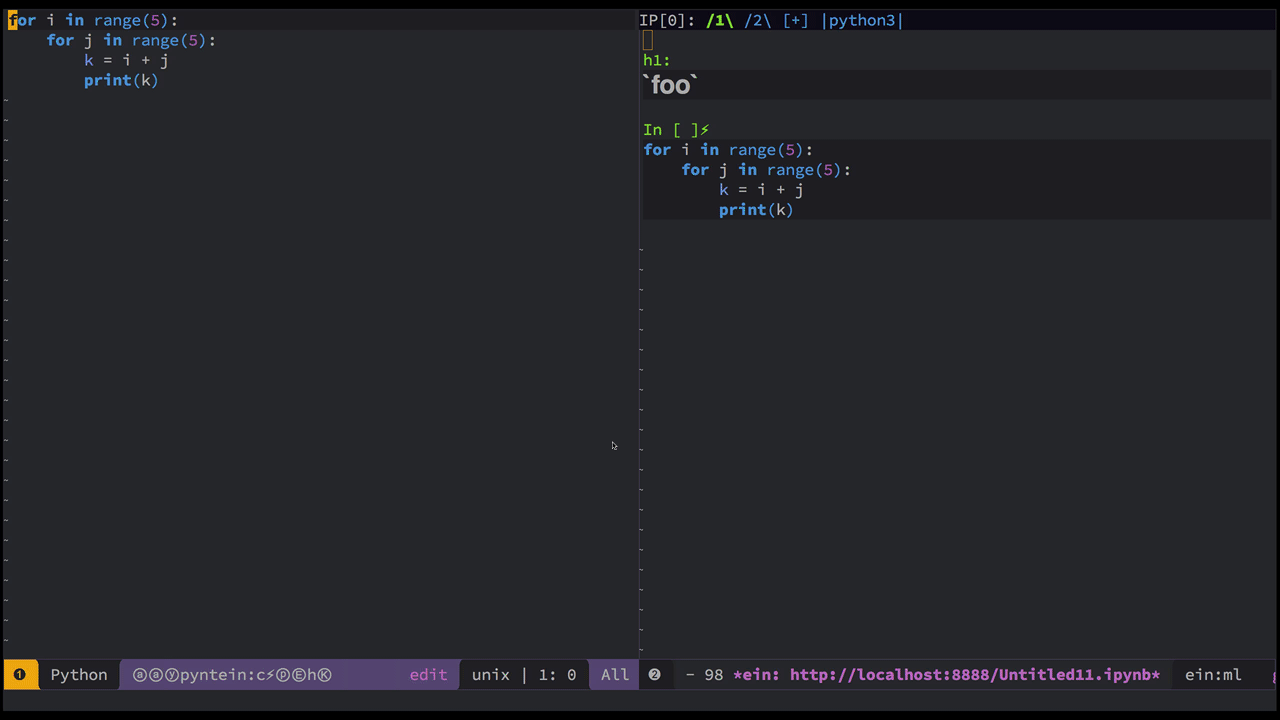 for i in range(5):
    for j in range(5):
        k = i + j
        print(k)
IP[0]: /1\ /2\ [+] |python3|
h1:
`foo`
In [ ]⚡
for i in range(5):
    for j in range(5):
        k = i + j
        print(k)
❶ Python ⓐⓐⓨpyntein:c⚡ⓟⒺhⓀ edit unix | 1: 0 All
❷ - 98 *ein: http://localhost:8888/Untitled11.ipynb* ein:ml